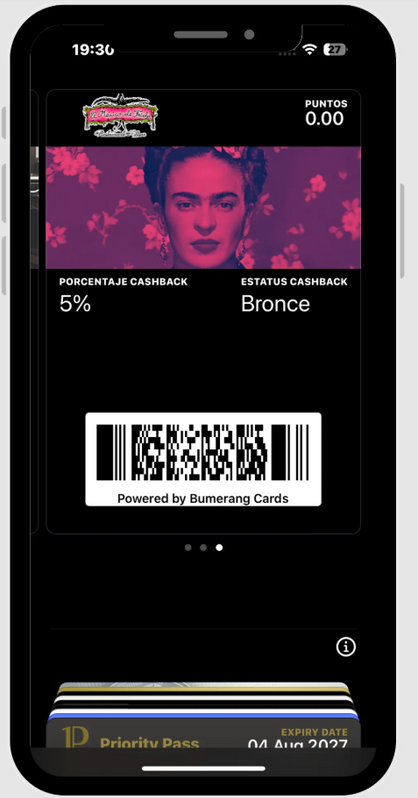 19:30
27
PUNTOS
0.00
PORCENTAJE CASHBACK
5%
ESTATUS CASHBACK
Bronce
Powered by Bumerang Cards
EXPIRY DATE
Priority Pass
04 Aug 2027